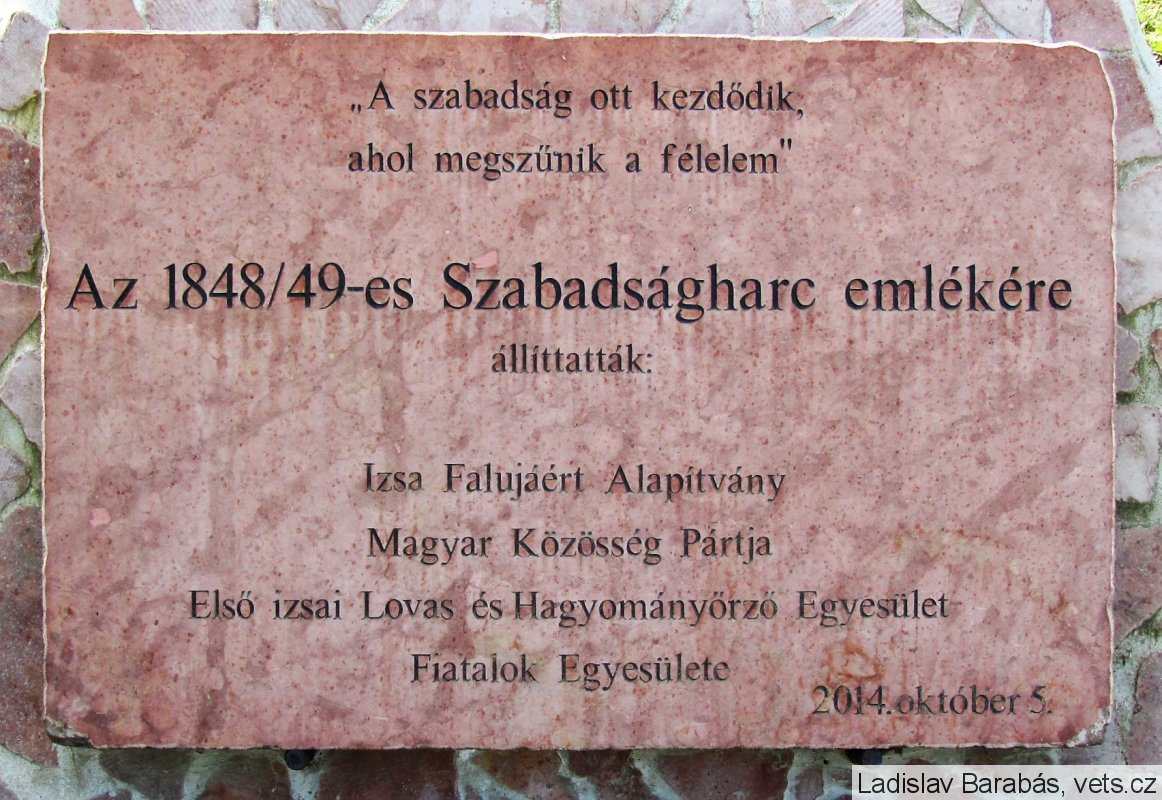 „A szabadság ott kezdődik,
ahol megszűnik a félelem"
Az 1848/49-es Szabadságharc emlékére
állíttatták:
Izsa Falujáért Alapítvány
Magyar Közösség Pártja
Első izsai Lovas és Hagyományőrző Egyesület
Fiatalok Egyesülete
2014.október 5.
Ladislav Barabás, vets.cz